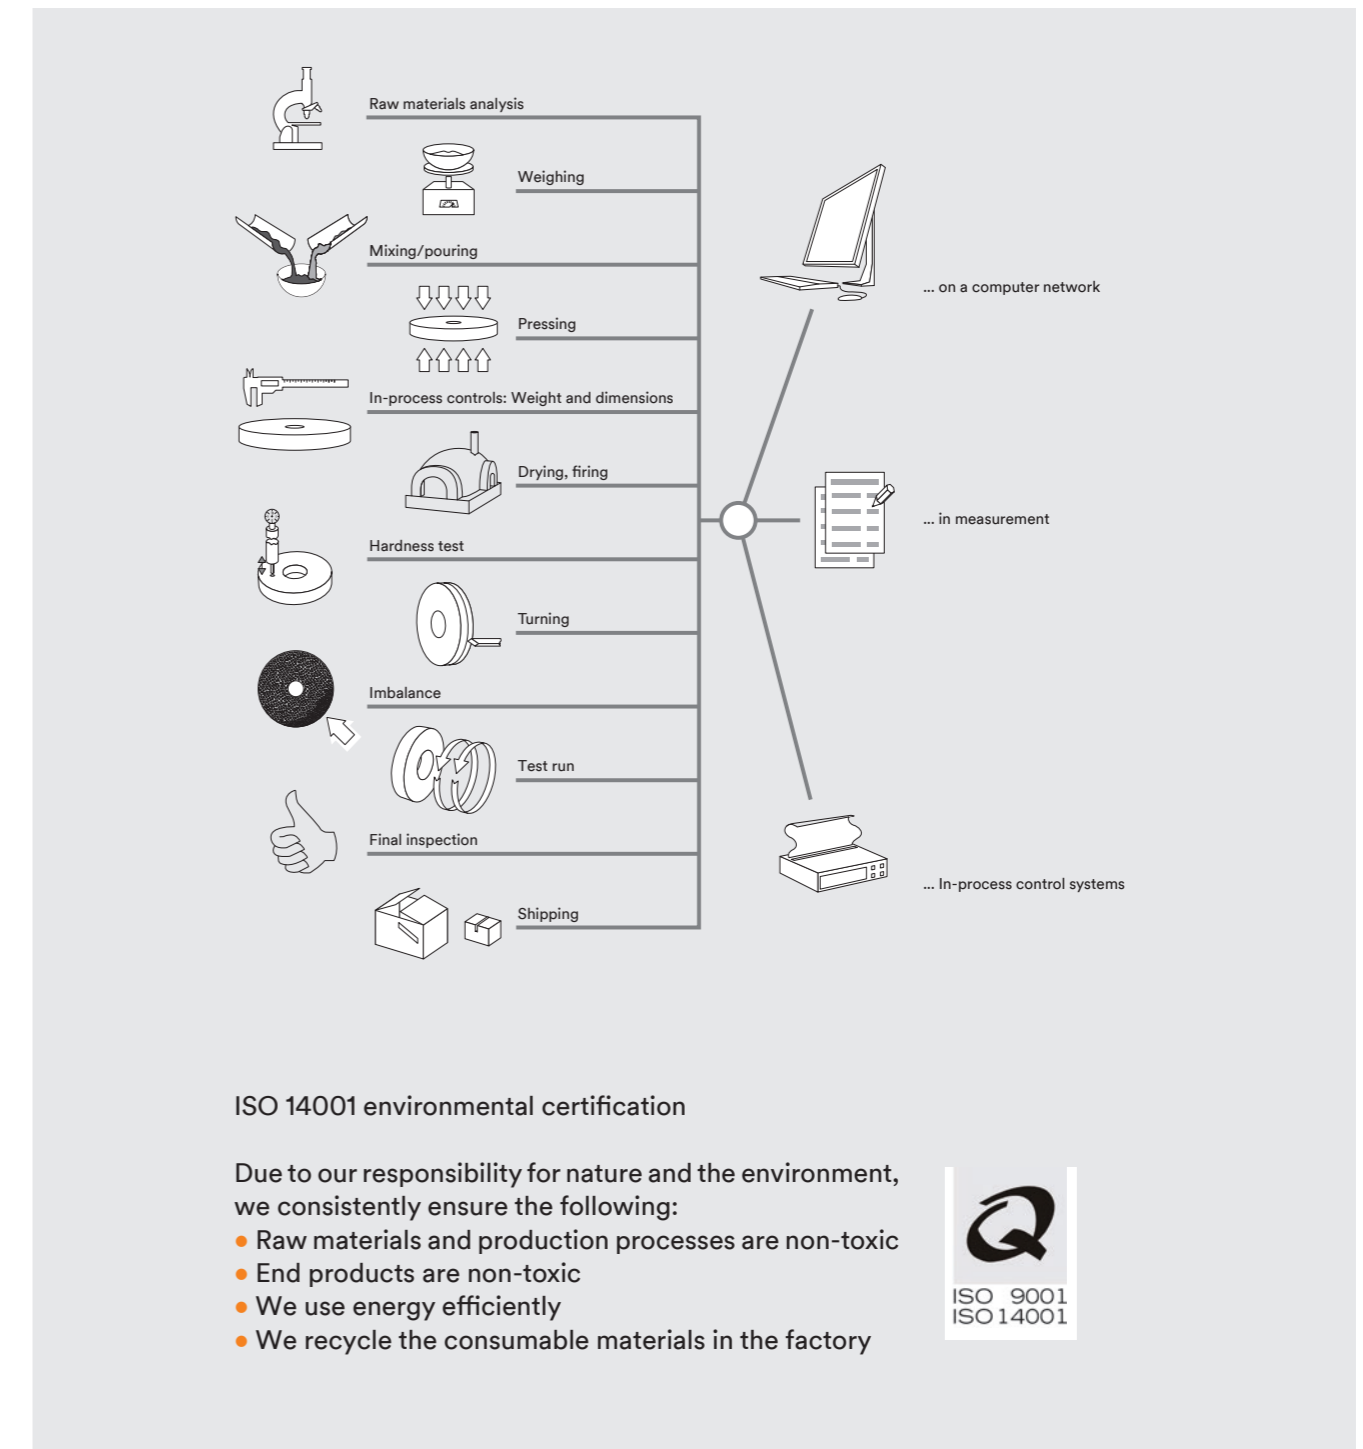 Raw materials analysis
Weighing
Mixing/pouring
Pressing
In-process controls: Weight and dimensions
Drying, firing
Hardness test
Turning
Imbalance
Test run
Final inspection
Shipping
... on a computer network
... in measurement
... In-process control systems
ISO 14001 environmental certification
Due to our responsibility for nature and the environment,
we consistently ensure the following:
• Raw materials and production processes are non-toxic
• End products are non-toxic
• We use energy efficiently
• We recycle the consumable materials in the factory
ISO 9001
ISO 14001